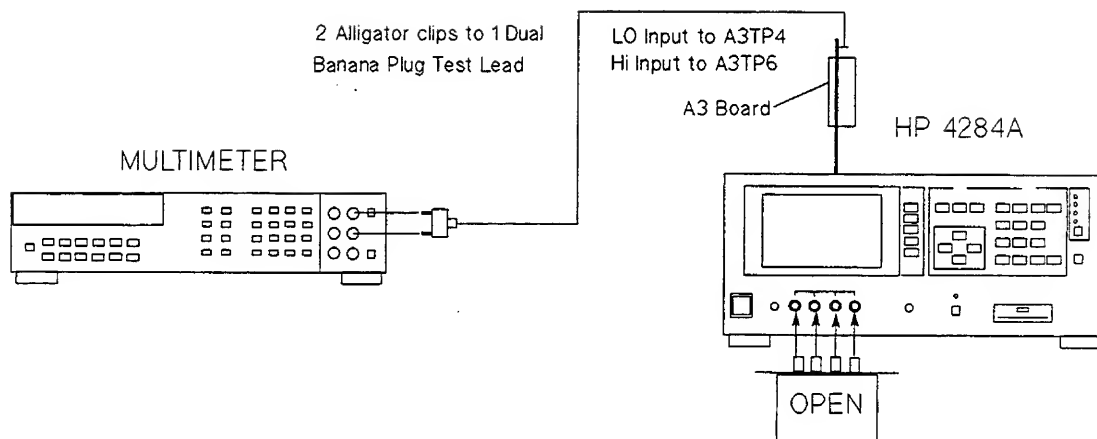 2 Alligator clips to 1 Dual
Banana Plug Test Lead
LO Input to A3TP4
Hi Input to A3TP6
A3 Board
HP 4284A
MULTIMETER
OPEN